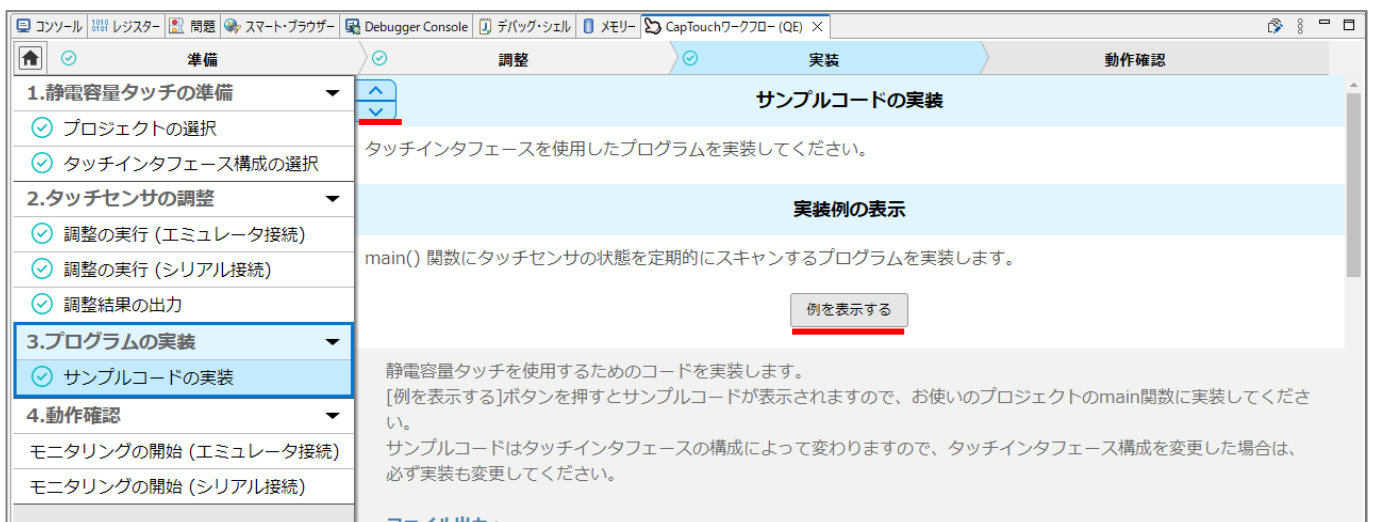 コンソール レジスター 問題 スマート・ブラウザー Debugger Console デバッグ・シェル メモリー CapTouchワークフロー (QE)
準備 調整 実装 動作確認
1.静電容量タッチの準備
プロジェクトの選択
タッチインタフェース構成の選択
2.タッチセンサの調整
調整の実行 (エミュレータ接続)
調整の実行 (シリアル接続)
調整結果の出力
3.プログラムの実装
サンプルコードの実装
4.動作確認
モニタリングの開始 (エミュレータ接続)
モニタリングの開始 (シリアル接続)
サンプルコードの実装
タッチインタフェースを使用したプログラムを実装してください。
実装例の表示
main() 関数にタッチセンサの状態を定期的にスキャンするプログラムを実装します。
例を表示する
静電容量タッチを使用するためのコードを実装します。
[例を表示する]ボタンを押すとサンプルコードが表示されますので、お使いのプロジェクトのmain関数に実装してくださ
い。
サンプルコードはタッチインタフェースの構成によって変わりますので、タッチインタフェース構成を変更した場合は、
必ず実装も変更してください。